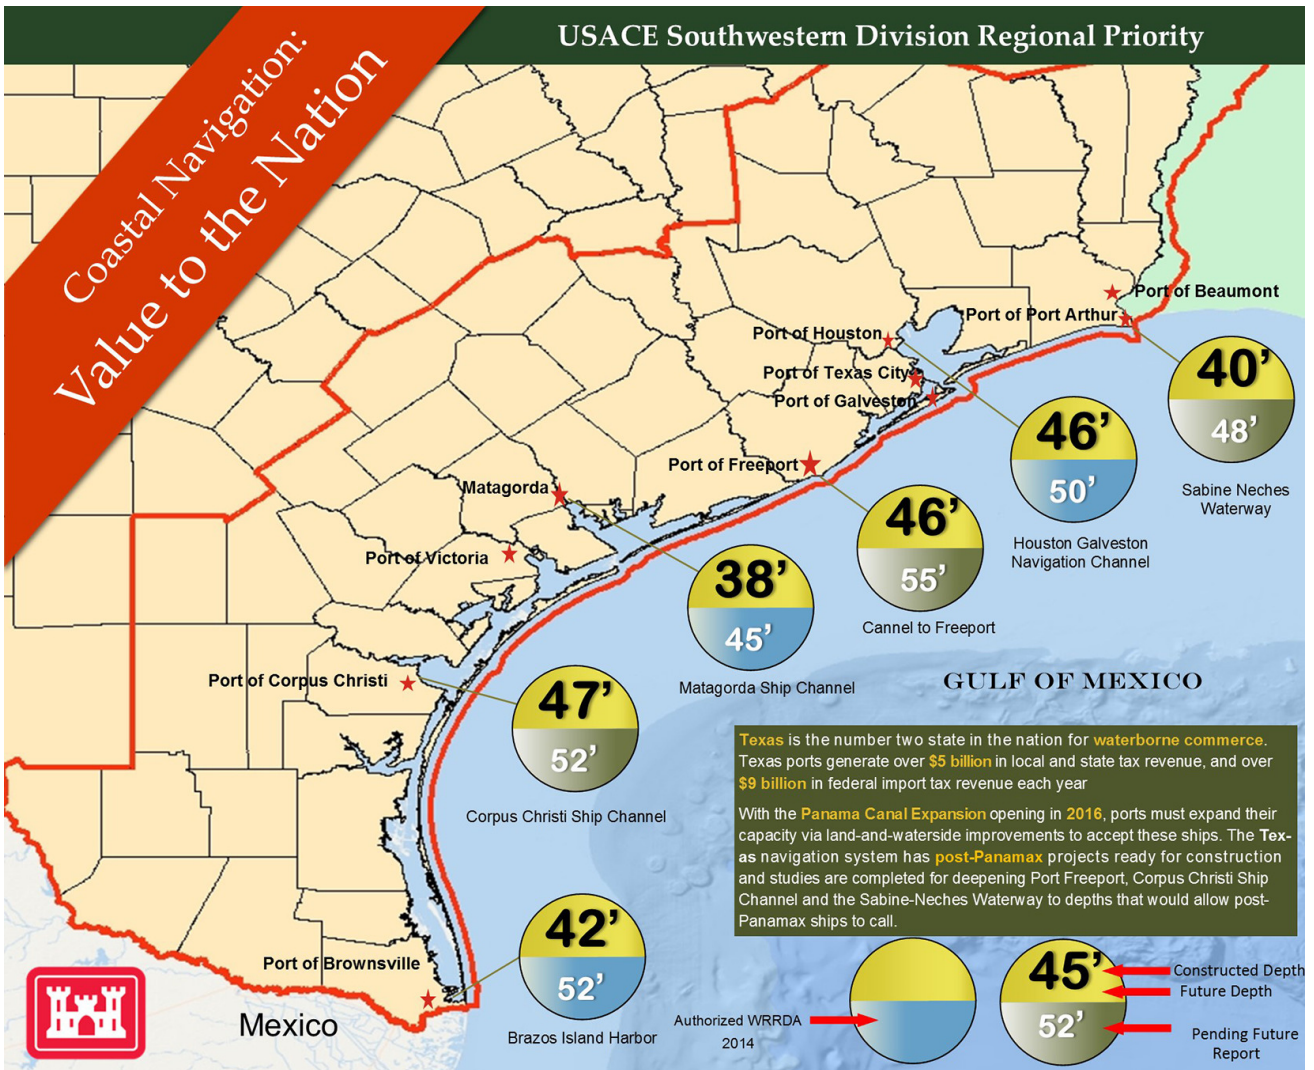 USACE Southwestern Division Regional Priority
Coastal Navigation:
Value to the Nation
Port of Beaumont
Port of Port Arthur
Port of Houston
Port of Texas City
Port of Galveston
Port of Freeport
Matagorda
Port of Victoria
Port of Corpus Christi
Port of Brownsville
Mexico
40’
48’
Sabine Neches
Waterway
46’
50’
Houston Galveston
Navigation Channel
46’
55’
Cannel to Freeport
38’
45’
Matagorda Ship Channel
47’
52’
Corpus Christi Ship Channel
42’
52’
Brazos Island Harbor
GULF OF MEXICO
Texas is the number two state in the nation for waterborne commerce.
Texas ports generate over $5 billion in local and state tax revenue, and over
$9 billion in federal import tax revenue each year
With the Panama Canal Expansion opening in 2016, ports must expand their
capacity via land-and-waterside improvements to accept these ships. The Tex-
as navigation system has post-Panamax projects ready for construction
and studies are completed for deepening Port Freeport, Corpus Christi Ship
Channel and the Sabine-Neches Waterway to depths that would allow post-
Panamax ships to call.
Authorized WRRDA
2014
45’
52’
Constructed Depth
Future Depth
Pending Future
Report